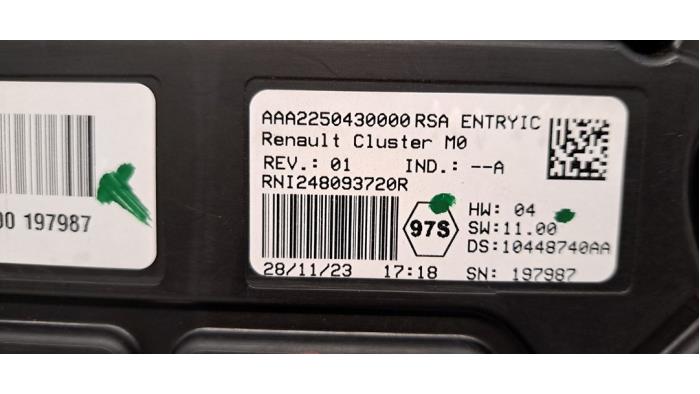 AAA2250430000 RSA ENTRYIC
Renault Cluster M0
REV.: 01 IND.: --A
RNI248093720R
97S
HW: 04
SW:11.00
DS:10448740AA
28/11/23 17:18 SN: 197987
00 197987